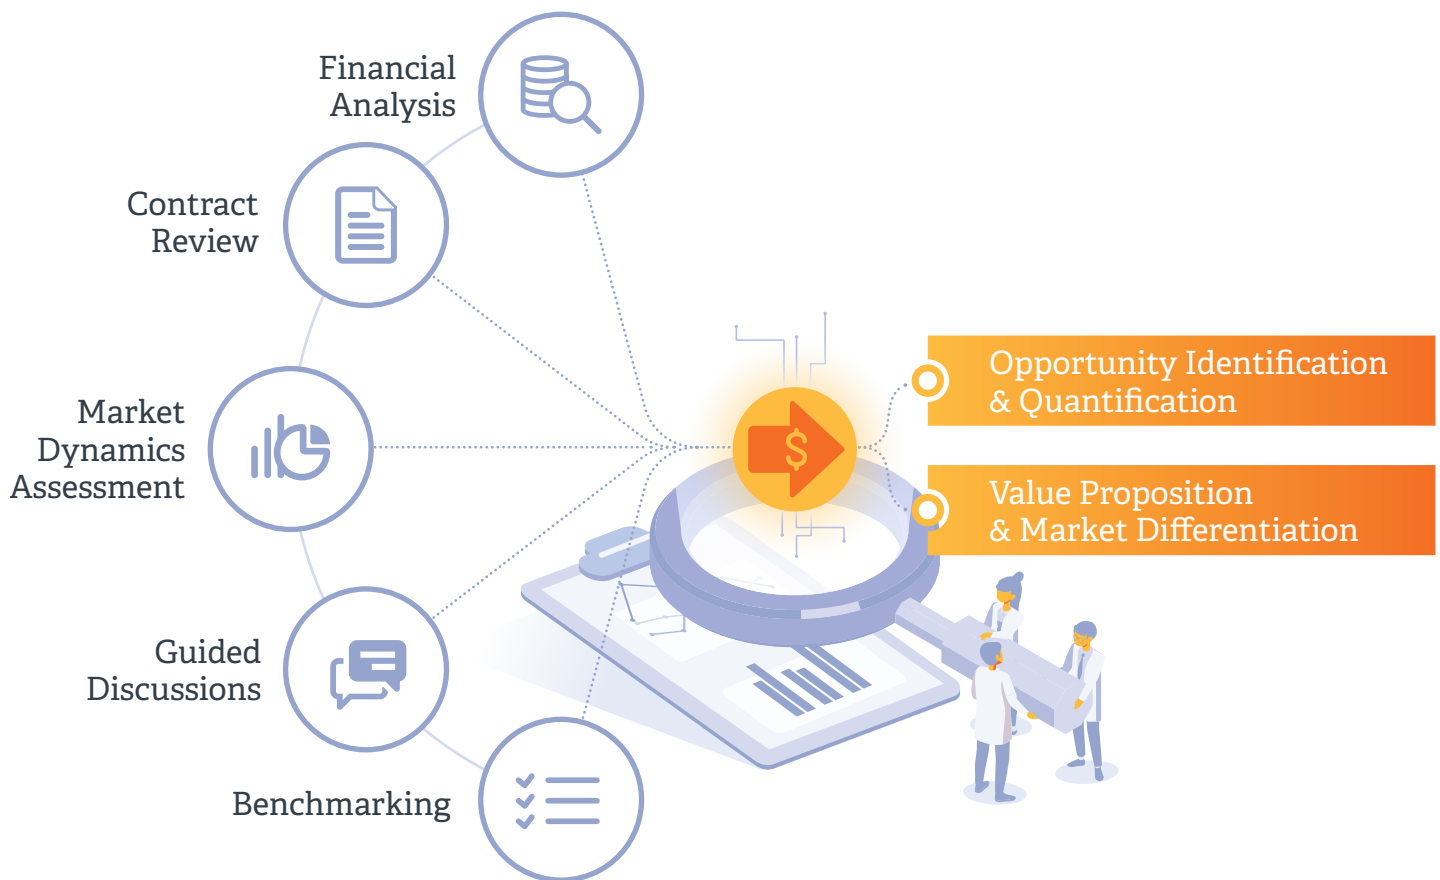 Financial
Analysis
Contract
Review
Market
Dynamics
Assessment
Guided
Discussions
Benchmarking
$
Opportunity Identification
& Quantification
Value Proposition
& Market Differentiation